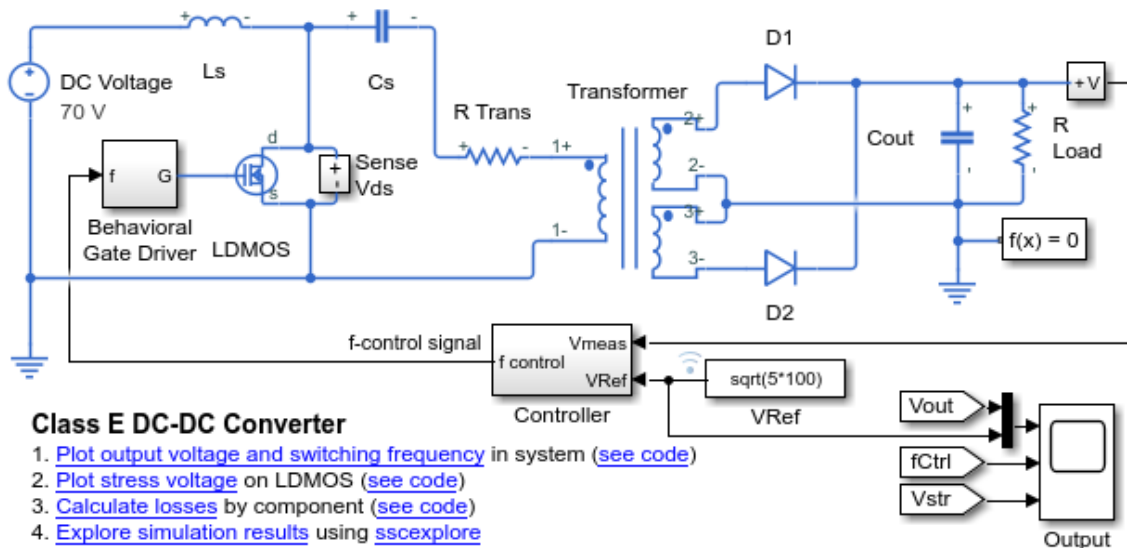 + -
+ -
D1
Ls
Cs
DC Voltage
70 V
Transformer
+V
R Trans
2+
+ +
Cout
R
Load
d
+ -
1+
f
G
Sense
Vds
2-
- -
s
3+
Behavioral
Gate Driver
LDMOS
1-
3-
f(x) = 0
D2
f-control signal
Vmeas
f control
VRef
sqrt(5*100)
Controller
VRef
Vout
Class E DC-DC Converter
1. Plot output voltage and switching frequency in system (see code)
fCtrl
2. Plot stress voltage on LDMOS (see code)
Vstr
3. Calculate losses by component (see code)
4. Explore simulation results using sscexplore
Output